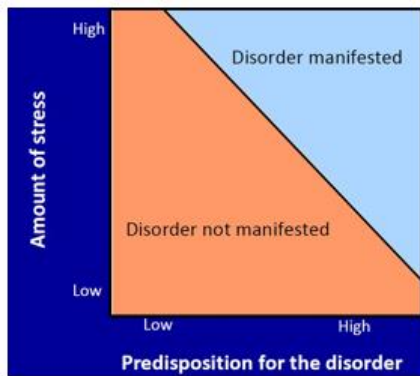 High
Disorder manifested
Amount of stress
Disorder not manifested
Low
Low High
Predisposition for the disorder